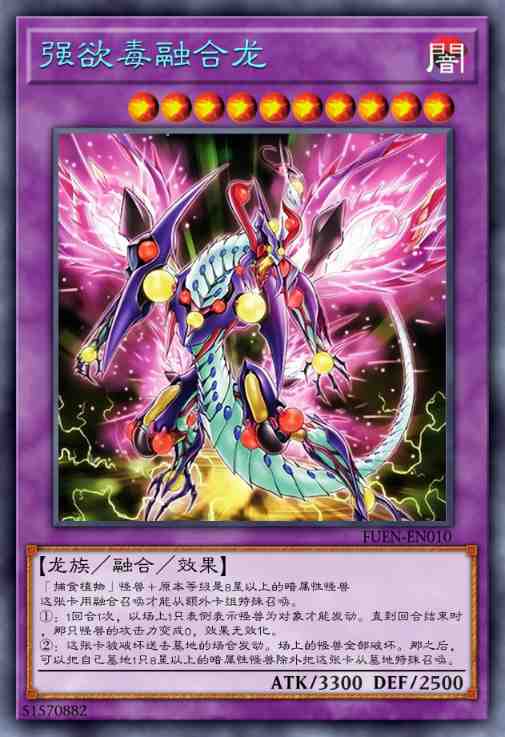 强欲毒融合龙
闇
FUEN-EN010
【龙族／融合／效果】
「捕食植物」怪兽＋原本等级是8星以上的暗属性怪兽
这张卡用融合召唤才能从额外卡组特殊召唤。
①：1回合1次，以场上1只表侧表示怪兽为对象才能发动。直到回合结束时
，那只怪兽的攻击力变成0，效果无效化。
②：这张卡被破坏送去墓地的场合发动。场上的怪兽全部破坏。那之后，
可以把自己墓地1只8星以上的暗属性怪兽除外把这张卡从墓地特殊召唤。
ATK/3300 DEF/2500
51570882